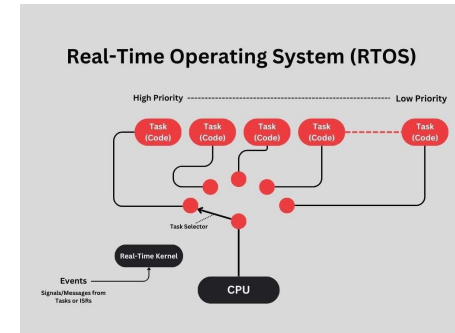 Real-Time Operating System (RTOS)
High Priority
Low Priority
Task
(Code)
Task
(Code)
Task
(Code)
Task
(Code)
Task
(Code)
Task Selector
Real-Time Kernel
Events
Signals/Messages from
Tasks or ISRs
CPU